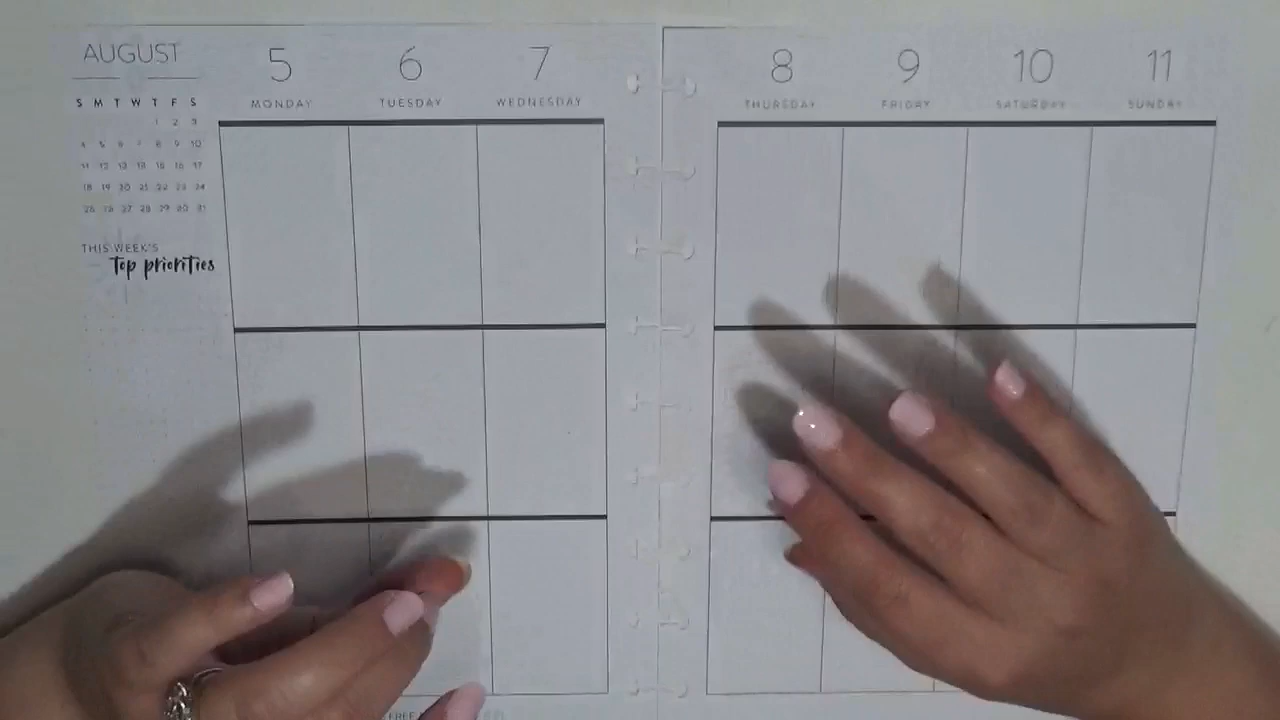 AUGUST
S M T W T F S
1 2 3
4 5 6 7 8 9 10
11 12 13 14 15 16 17
18 19 20 21 22 23 24
25 26 27 28 29 30 31
THIS WEEK'S
Top priorities
5
MONDAY
6
TUESDAY
7
WEDNESDAY
8
THURSDAY
9
FRIDAY
10
SATURDAY
11
SUNDAY